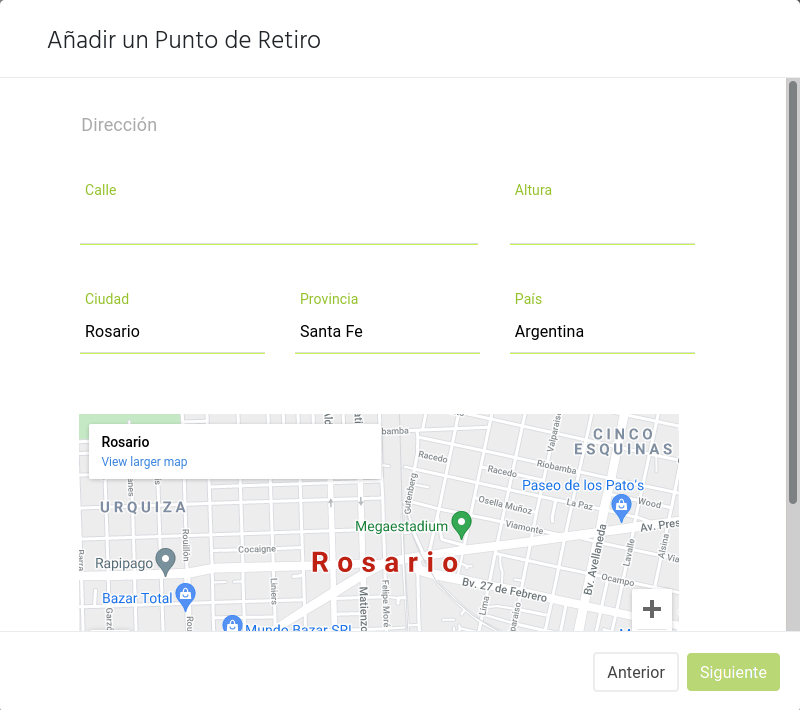 Añadir un Punto de Retiro
Dirección
Calle
Altura
Ciudad
Provincia
País
Rosario
Santa Fe
Argentina
Rosario
View larger map
CINCO
ESQUINAS
Valparaíso
Racedo
Racedo
Riobamba
Gutenberg
Paseo de los Pato's
Osella Muñoz
La Paz
Wood
URQUIZA
Megaestadium
Viamonte
Av. Pres
Rouillón
Cocaigne
Bv. Avellaneda
Lavalle
Alsina
Rapipago
Rosario
Bv. 27 de Febrero
Ocampo
Liniers
Matienzo
Felipe Moré
Lima
Bazar Total
Mundo Bazar SRL
+
Anterior
Siguiente